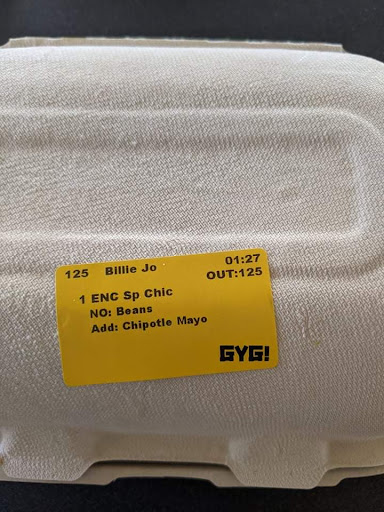 125 Billie Jo 01:27
OUT:125
1 ENC Sp Chic
NO: Beans
Add: Chipotle Mayo
GYG!